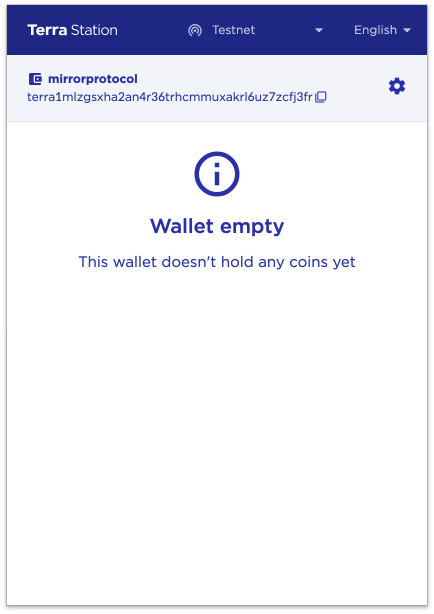 Terra Station Testnet English
mirrorprotocol
terra1mlzgsxha2an4r36trhcmmuxakrl6uz7zcfj3fr
Wallet empty
This wallet doesn't hold any coins yet